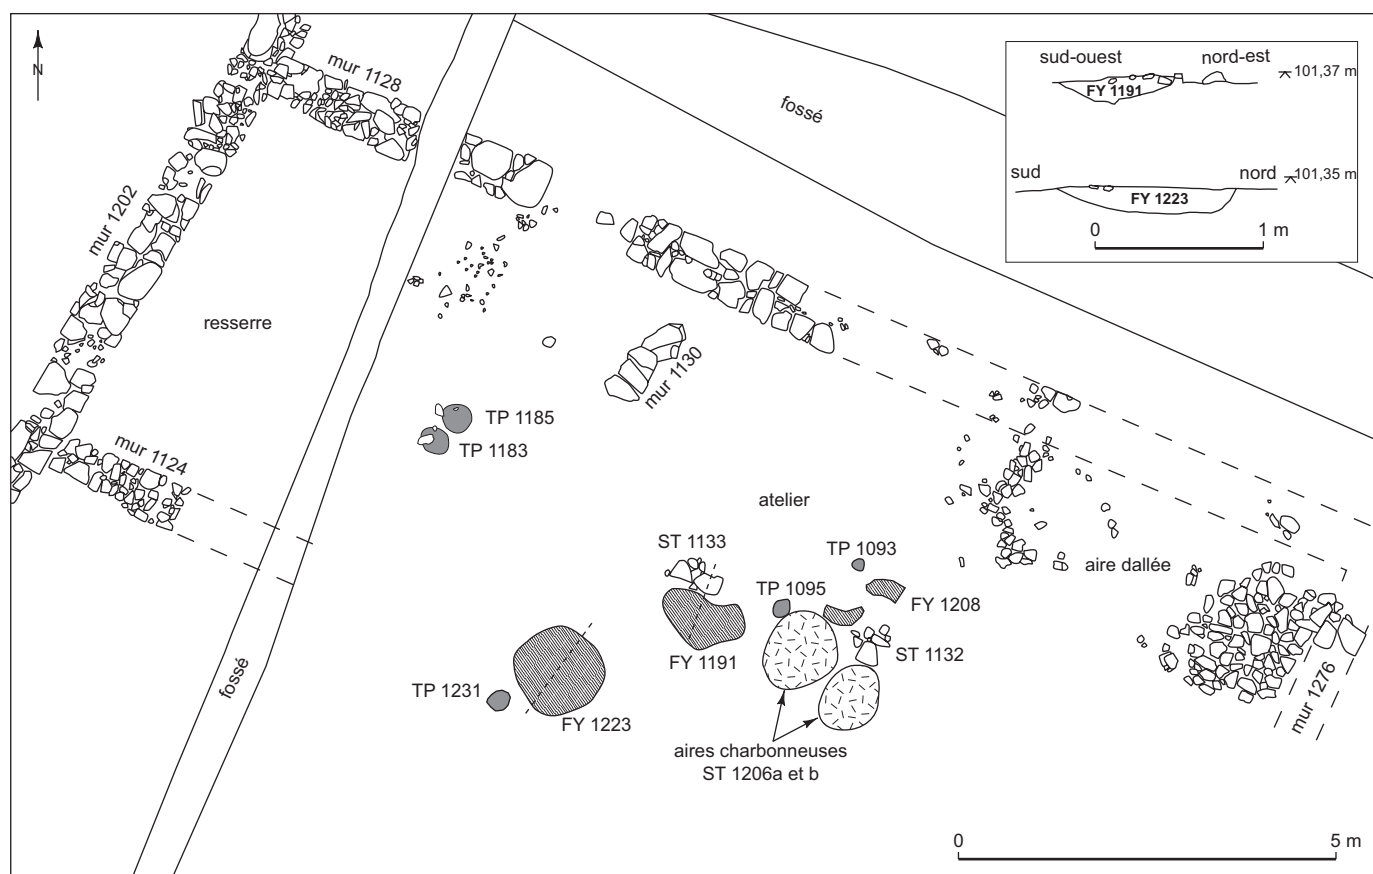 N
mur 1128
fossé
sud-ouest
nord-est
101,37 m
FY 1191
sud
nord
101,35 m
FY 1223
0
1 m
mur 1202
resserre
mur 1130
TP 1185
TP 1183
mur 1124
atelier
ST 1133
TP 1093
aire dallée
TP 1095
FY 1208
ST 1132
FY 1191
fossé
TP 1231
FY 1223
mur 1276
aires charbonneuses
ST 1206a et b
0
5 m